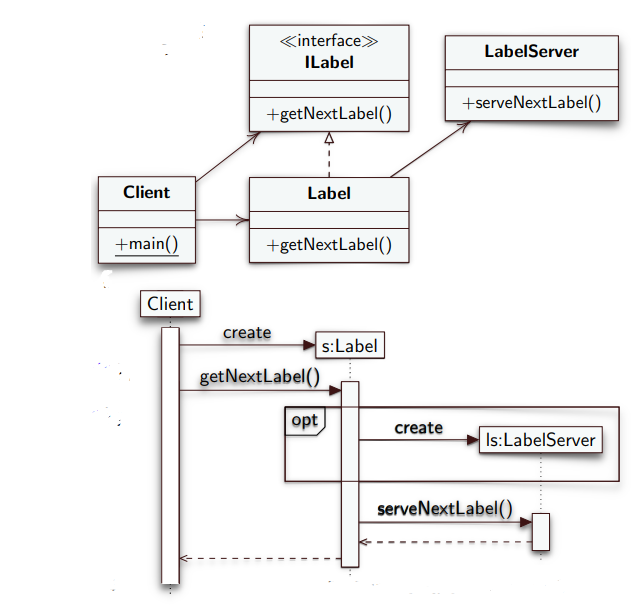 ≪interface≫
ILabel
+getNextLabel()
LabelServer
+serveNextLabel()
Client
+main()
Label
+getNextLabel()
Client
create
s:Label
getNextLabel()
opt
create
ls:LabelServer
serveNextLabel()